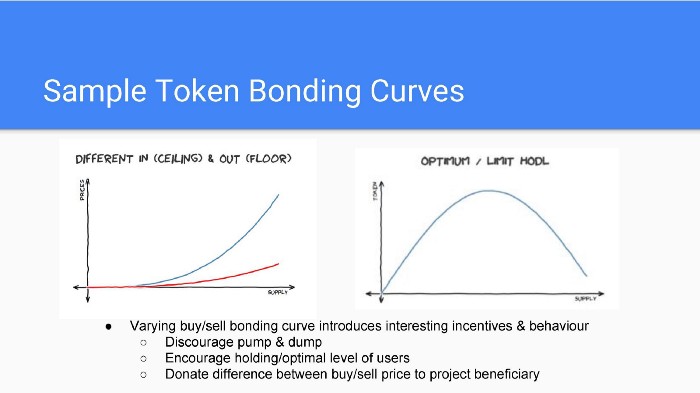 Sample Token Bonding Curves
DIFFERENT IN (CEILING) & OUT (FLOOR)
PRICES
SUPPLY
OPTIMUM / LIMIT HODL
TOKEN
SUPPLY
● Varying buy/sell bonding curve introduces interesting incentives & behaviour
○ Discourage pump & dump
○ Encourage holding/optimal level of users
○ Donate difference between buy/sell price to project beneficiary